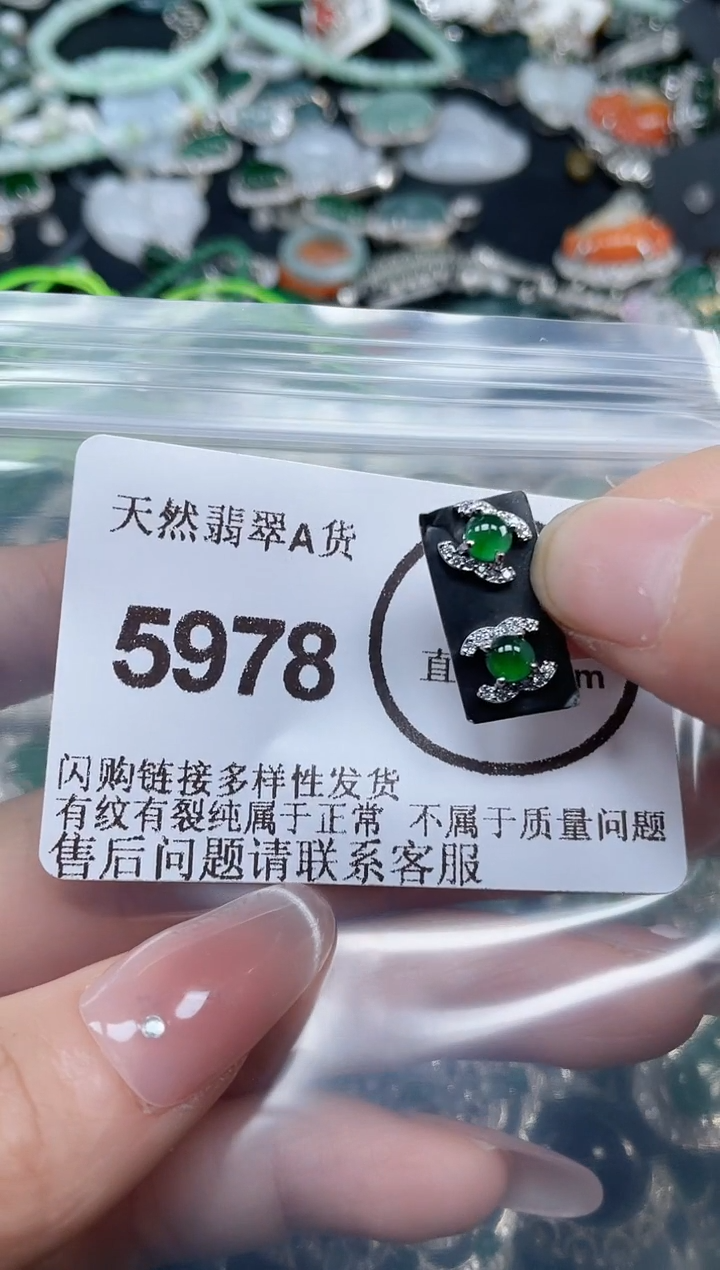 天然翡翠A货
5978
直 m
闪购链接多样性发货
有纹有裂纯属于正常 不属于质量问题
售后问题请联系客服